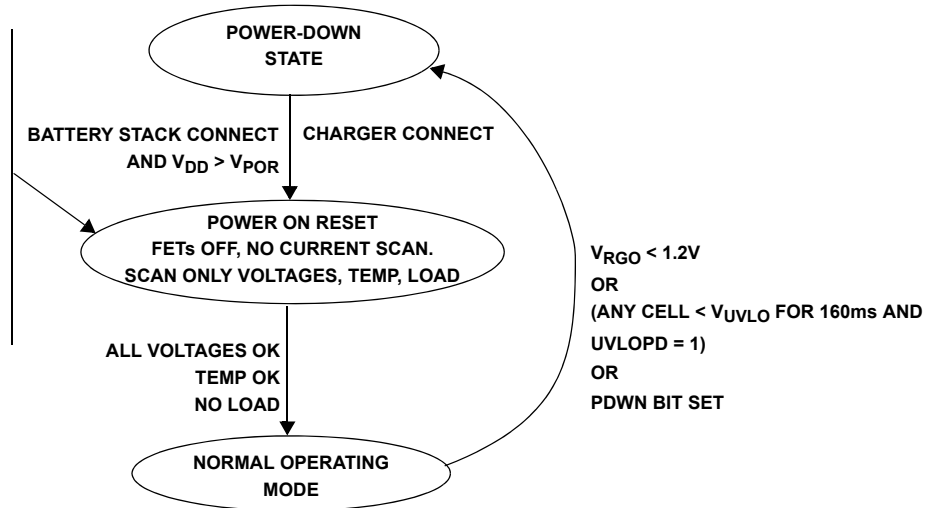 POWER-DOWN
STATE
BATTERY STACK CONNECT
AND VDD > VPOR
CHARGER CONNECT
POWER ON RESET
FETs OFF, NO CURRENT SCAN.
SCAN ONLY VOLTAGES, TEMP, LOAD
VRGO < 1.2V
OR
(ANY CELL < VUVLO FOR 160ms AND
UVLOPD = 1)
OR
PDWN BIT SET
ALL VOLTAGES OK
TEMP OK
NO LOAD
NORMAL OPERATING
MODE